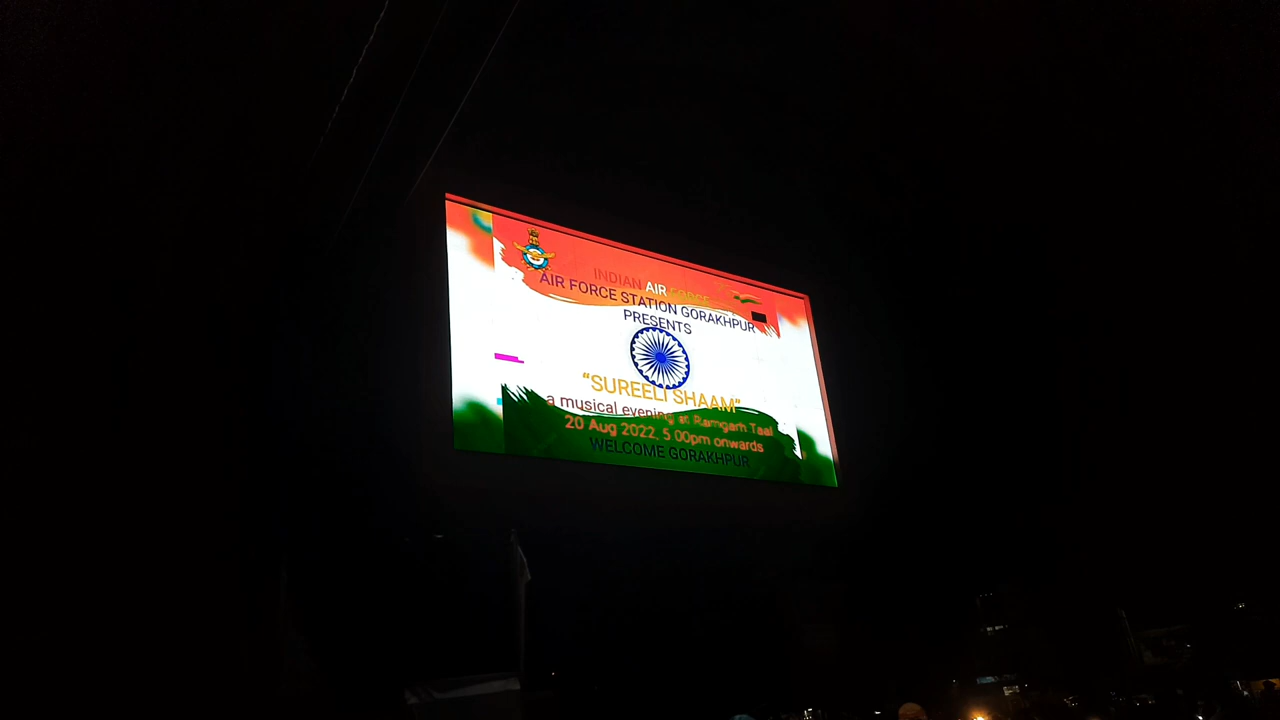 INDIAN AIR FORCE
AIR FORCE STATION GORAKHPUR
PRESENTS
“SUREELI SHAAM”
a musical evening at Ramgarh Taal
20 Aug 2022, 5 00pm onwards
WELCOME GORAKHPUR